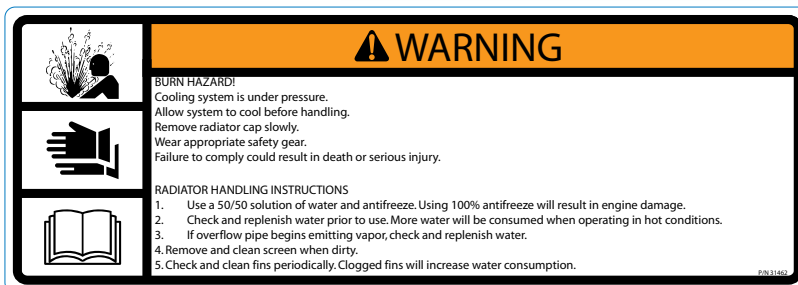 WARNING
BURN HAZARD!
Cooling system is under pressure.
Allow system to cool before handling.
Remove radiator cap slowly.
Wear appropriate safety gear.
Failure to comply could result in death or serious injury.
RADIATOR HANDLING INSTRUCTIONS
1. Use a 50/50 solution of water and antifreeze. Using 100% antifreeze will result in engine damage.
2. Check and replenish water prior to use. More water will be consumed when operating in hot conditions.
3. If overflow pipe begins emitting vapor, check and replenish water.
4. Remove and clean screen when dirty.
5. Check and clean fins periodically. Clogged fins will increase water consumption.
P/N 31462